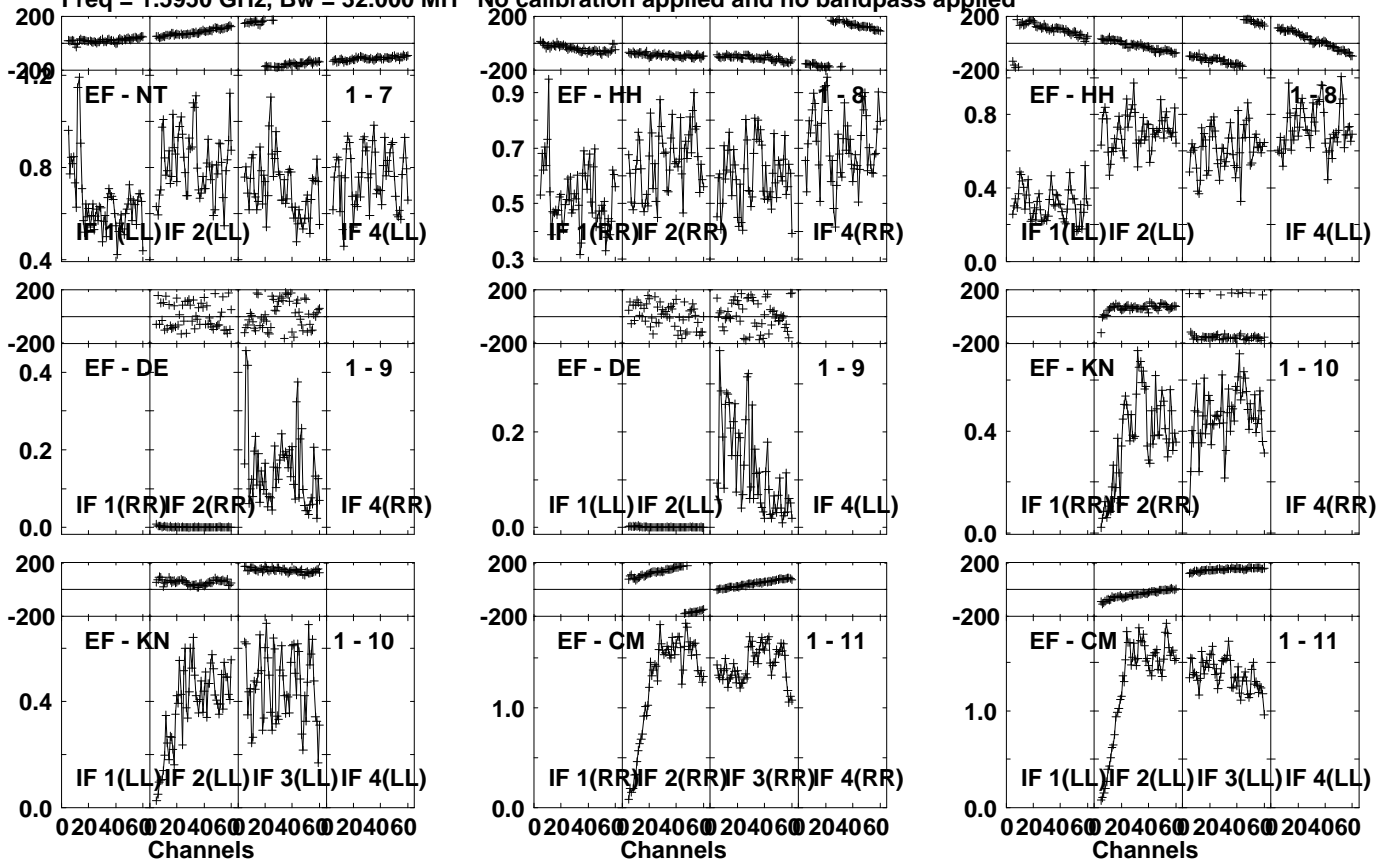 Freq = 1.5950 GHz, Bw = 32.000 MH No calibration applied and no bandpass applied
200
-200
1.2
0.8
0.4
EF - NT
1 - 7
IF 1(LL)
IF 2(LL)
IF 4(LL)
200
-200
0.9
0.7
0.5
0.3
EF - HH
1 - 8
IF 1(RR)
IF 2(RR)
IF 4(RR)
200
-200
0.8
0.4
0.0
EF - HH
1 - 8
IF 1(LL)
IF 2(LL)
IF 4(LL)
200
-200
0.4
0.2
0.0
EF - DE
1 - 9
IF 1(RR)
IF 2(RR)
IF 4(RR)
200
-200
0.2
0.0
EF - DE
1 - 9
IF 1(LL)
IF 2(LL)
IF 4(LL)
200
-200
0.4
0.0
EF - KN
1 - 10
IF 1(RR)
IF 2(RR)
IF 4(RR)
200
-200
0.4
0.0
EF - KN
1 - 10
IF 1(LL)
IF 2(LL)
IF 3(LL)
IF 4(LL)
0 20 40 60 0 20 40 60 0 20 40 60 0 20 40 60
Channels
200
-200
1.0
0.0
EF - CM
1 - 11
IF 1(RR)
IF 2(RR)
IF 3(RR)
IF 4(RR)
0 20 40 60 0 20 40 60 0 20 40 60 0 20 40 60
Channels
200
-200
1.0
0.0
EF - CM
1 - 11
IF 1(LL)
IF 2(LL)
IF 3(LL)
IF 4(LL)
0 20 40 60 0 20 40 60 0 20 40 60 0 20 40 60
Channels